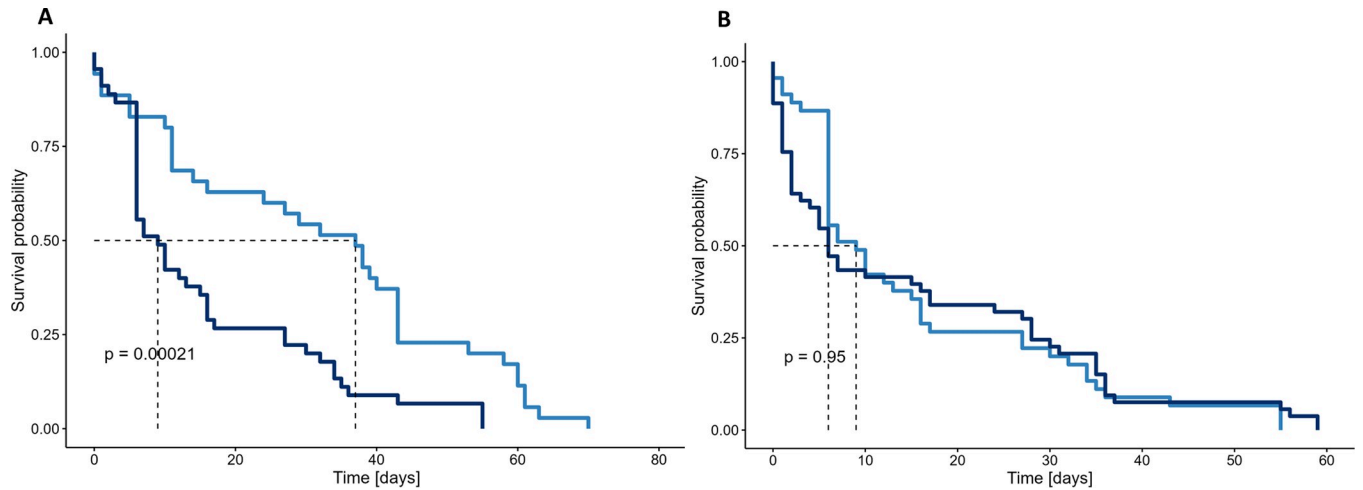 A
Survival probability
1.00
0.75
0.50
0.25
0.00
p = 0.00021
0 20 40 60 80
Time [days]
B
Survival probability
1.00
0.75
0.50
0.25
0.00
p = 0.95
0 10 20 30 40 50 60
Time [days]